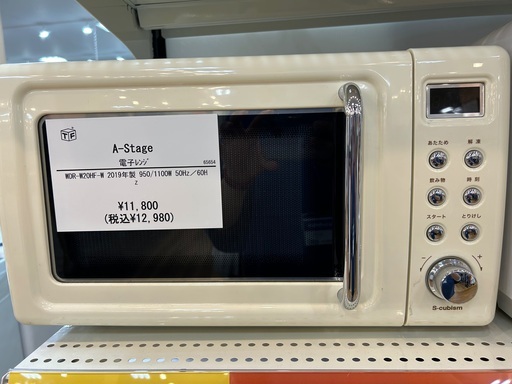 TF
A-Stage
電子ﾚﾝｼﾞ
65654
WDR-W20HF-W 2019年製 950/1100W 50Hz／60H
z
¥11,800
(税込¥12,980)
あたため 解凍
飲み物 時刻
スタート とりけし
- +
S-cubism